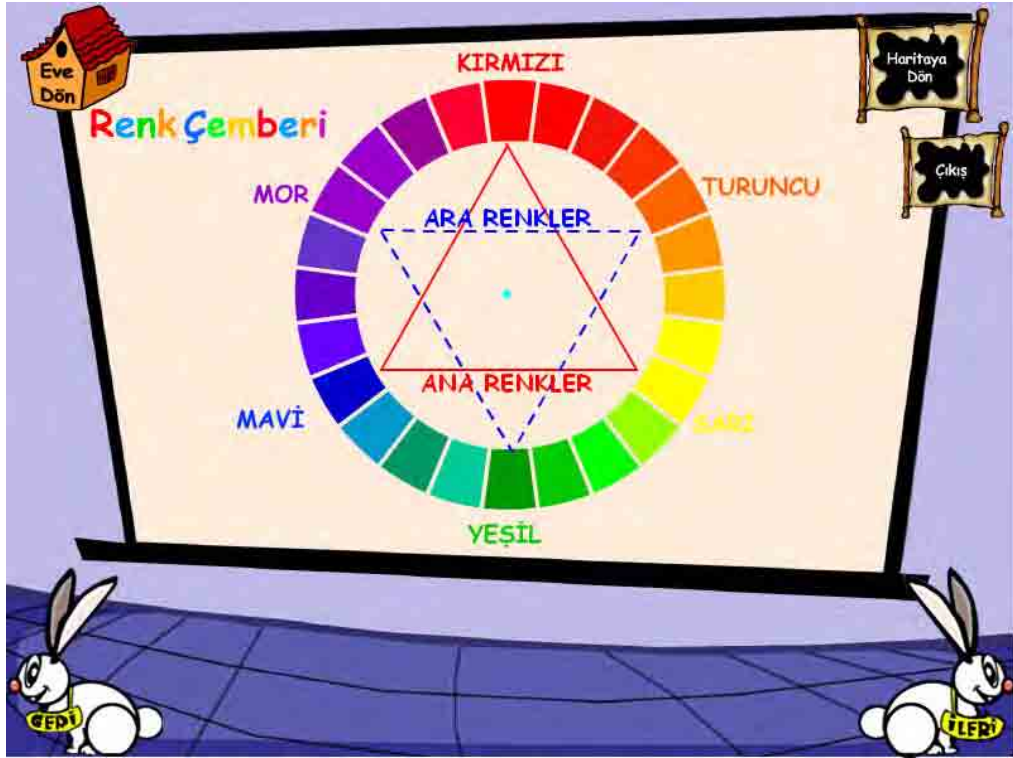 Eve
Dön
Haritaya
Dön
Çıkış
Renk Çemberi
KIRMIZI
MOR
TURUNCU
ARA RENKLER
ANA RENKLER
MAVİ
SARI
YEŞİL
GERİ
İLERİ